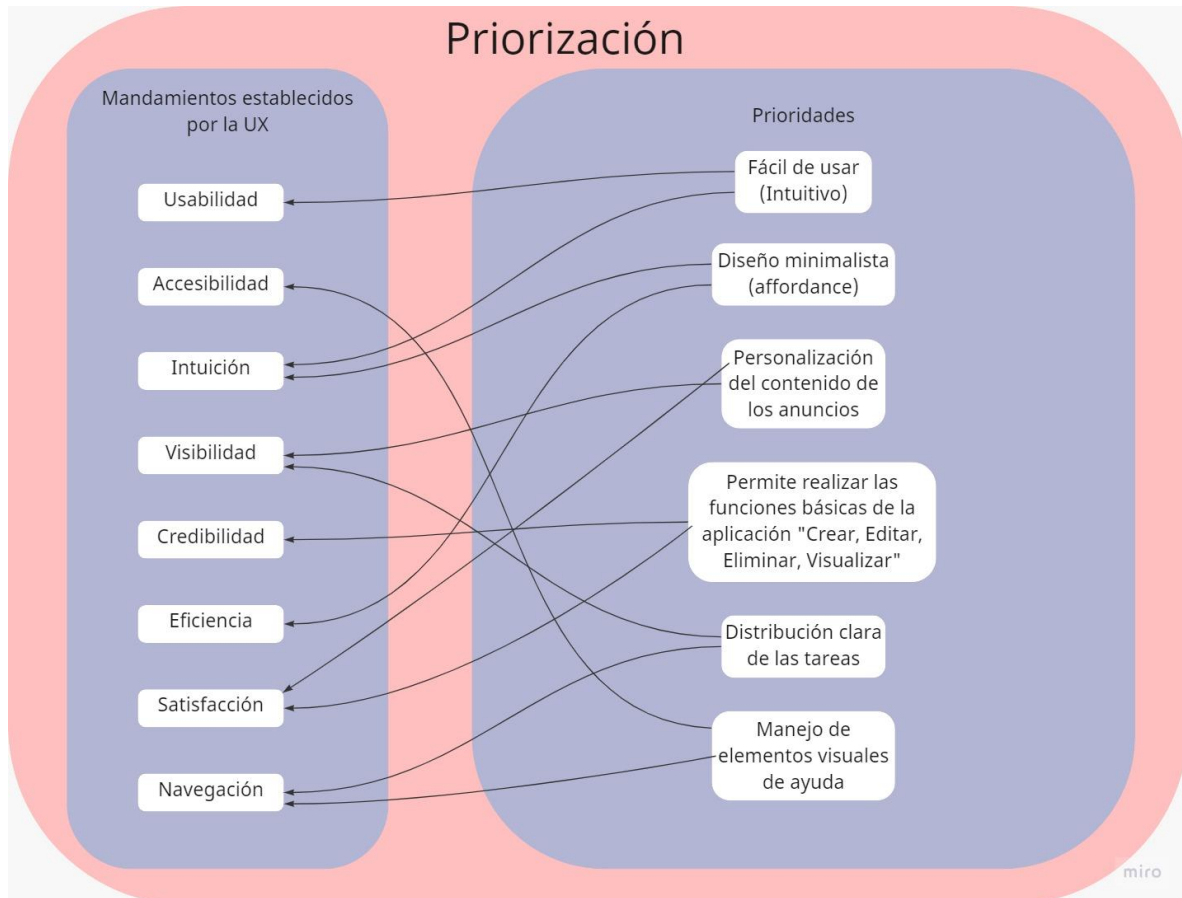 Priorización
Mandamientos establecidos
por la UX
Usabilidad
Accesibilidad
Intuición
Visibilidad
Credibilidad
Eficiencia
Satisfacción
Navegación
Prioridades
Fácil de usar
(Intuitivo)
Diseño minimalista
(affordance)
Personalización
del contenido de
los anuncios
Permite realizar las
funciones básicas de la
aplicación "Crear, Editar,
Eliminar, Visualizar"
Distribución clara
de las tareas
Manejo de
elementos visuales
de ayuda
miro